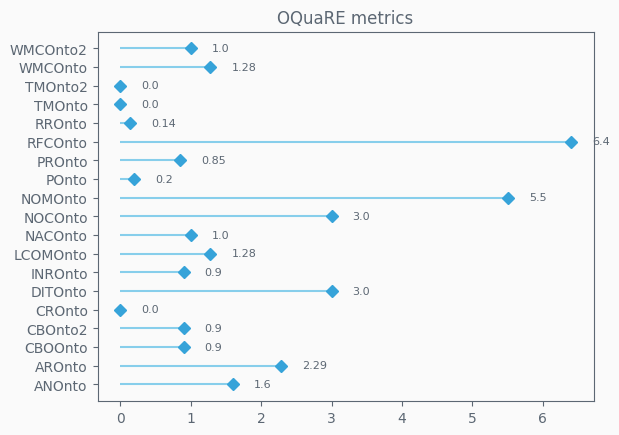 OQuaRE metrics
WMCOnto2 1.0
WMCOnto 1.28
TMOnto2 0.0
TMOnto 0.0
RROnto 0.14
RFCOnto 6.4
PROnto 0.85
POnto 0.2
NOMOnto 5.5
NOCOnto 3.0
NACOnto 1.0
LCOMOnto 1.28
INROnto 0.9
DITOnto 3.0
CROnto 0.0
CBOnto2 0.9
CBOOnto 0.9
AROnto 2.29
ANOnto 1.6
0 1 2 3 4 5 6